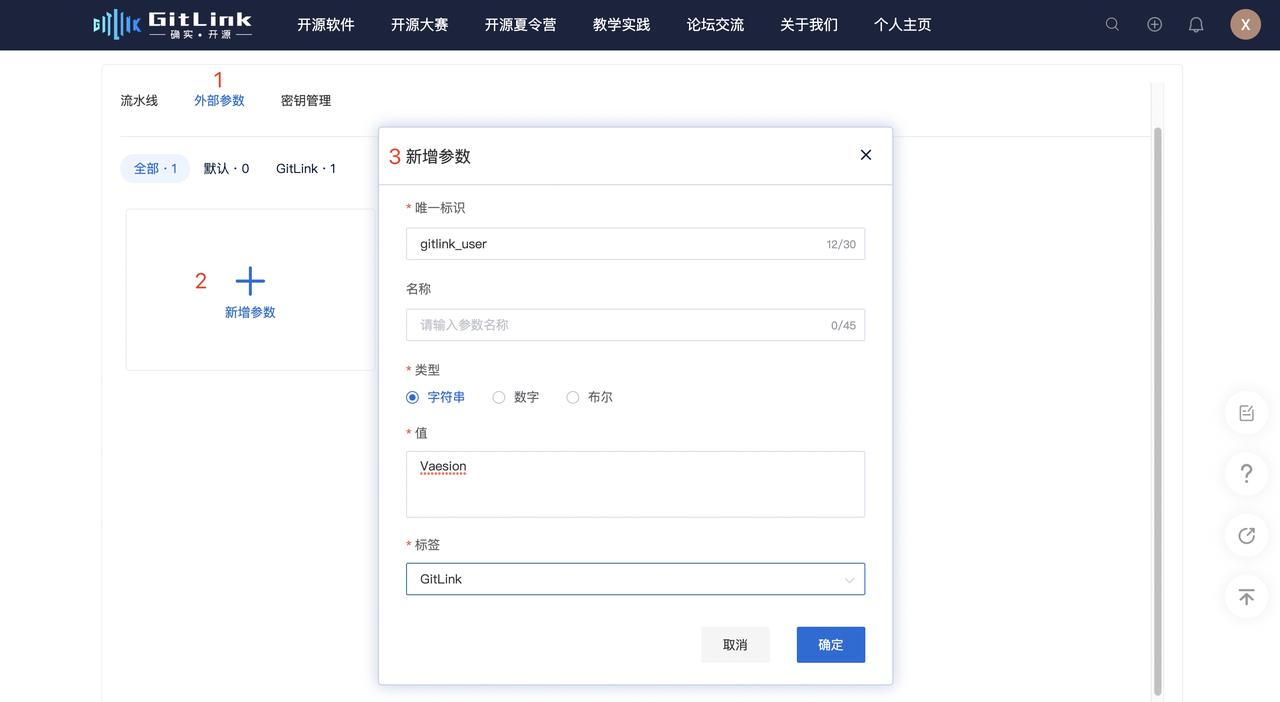 GitLink
确实·开源
开源软件 开源大赛 开源夏令营 教学实践 论坛交流 关于我们 个人主页 X
1
流水线 外部参数 密钥管理
3 新增参数
全部·1 默认·0 GitLink·1
* 唯一标识
gitlink_user 12/30
2
新增参数
名称
请输入参数名称 0/45
* 类型
字符串 数字 布尔
* 值
Vaesion
* 标签
GitLink
取消 确定